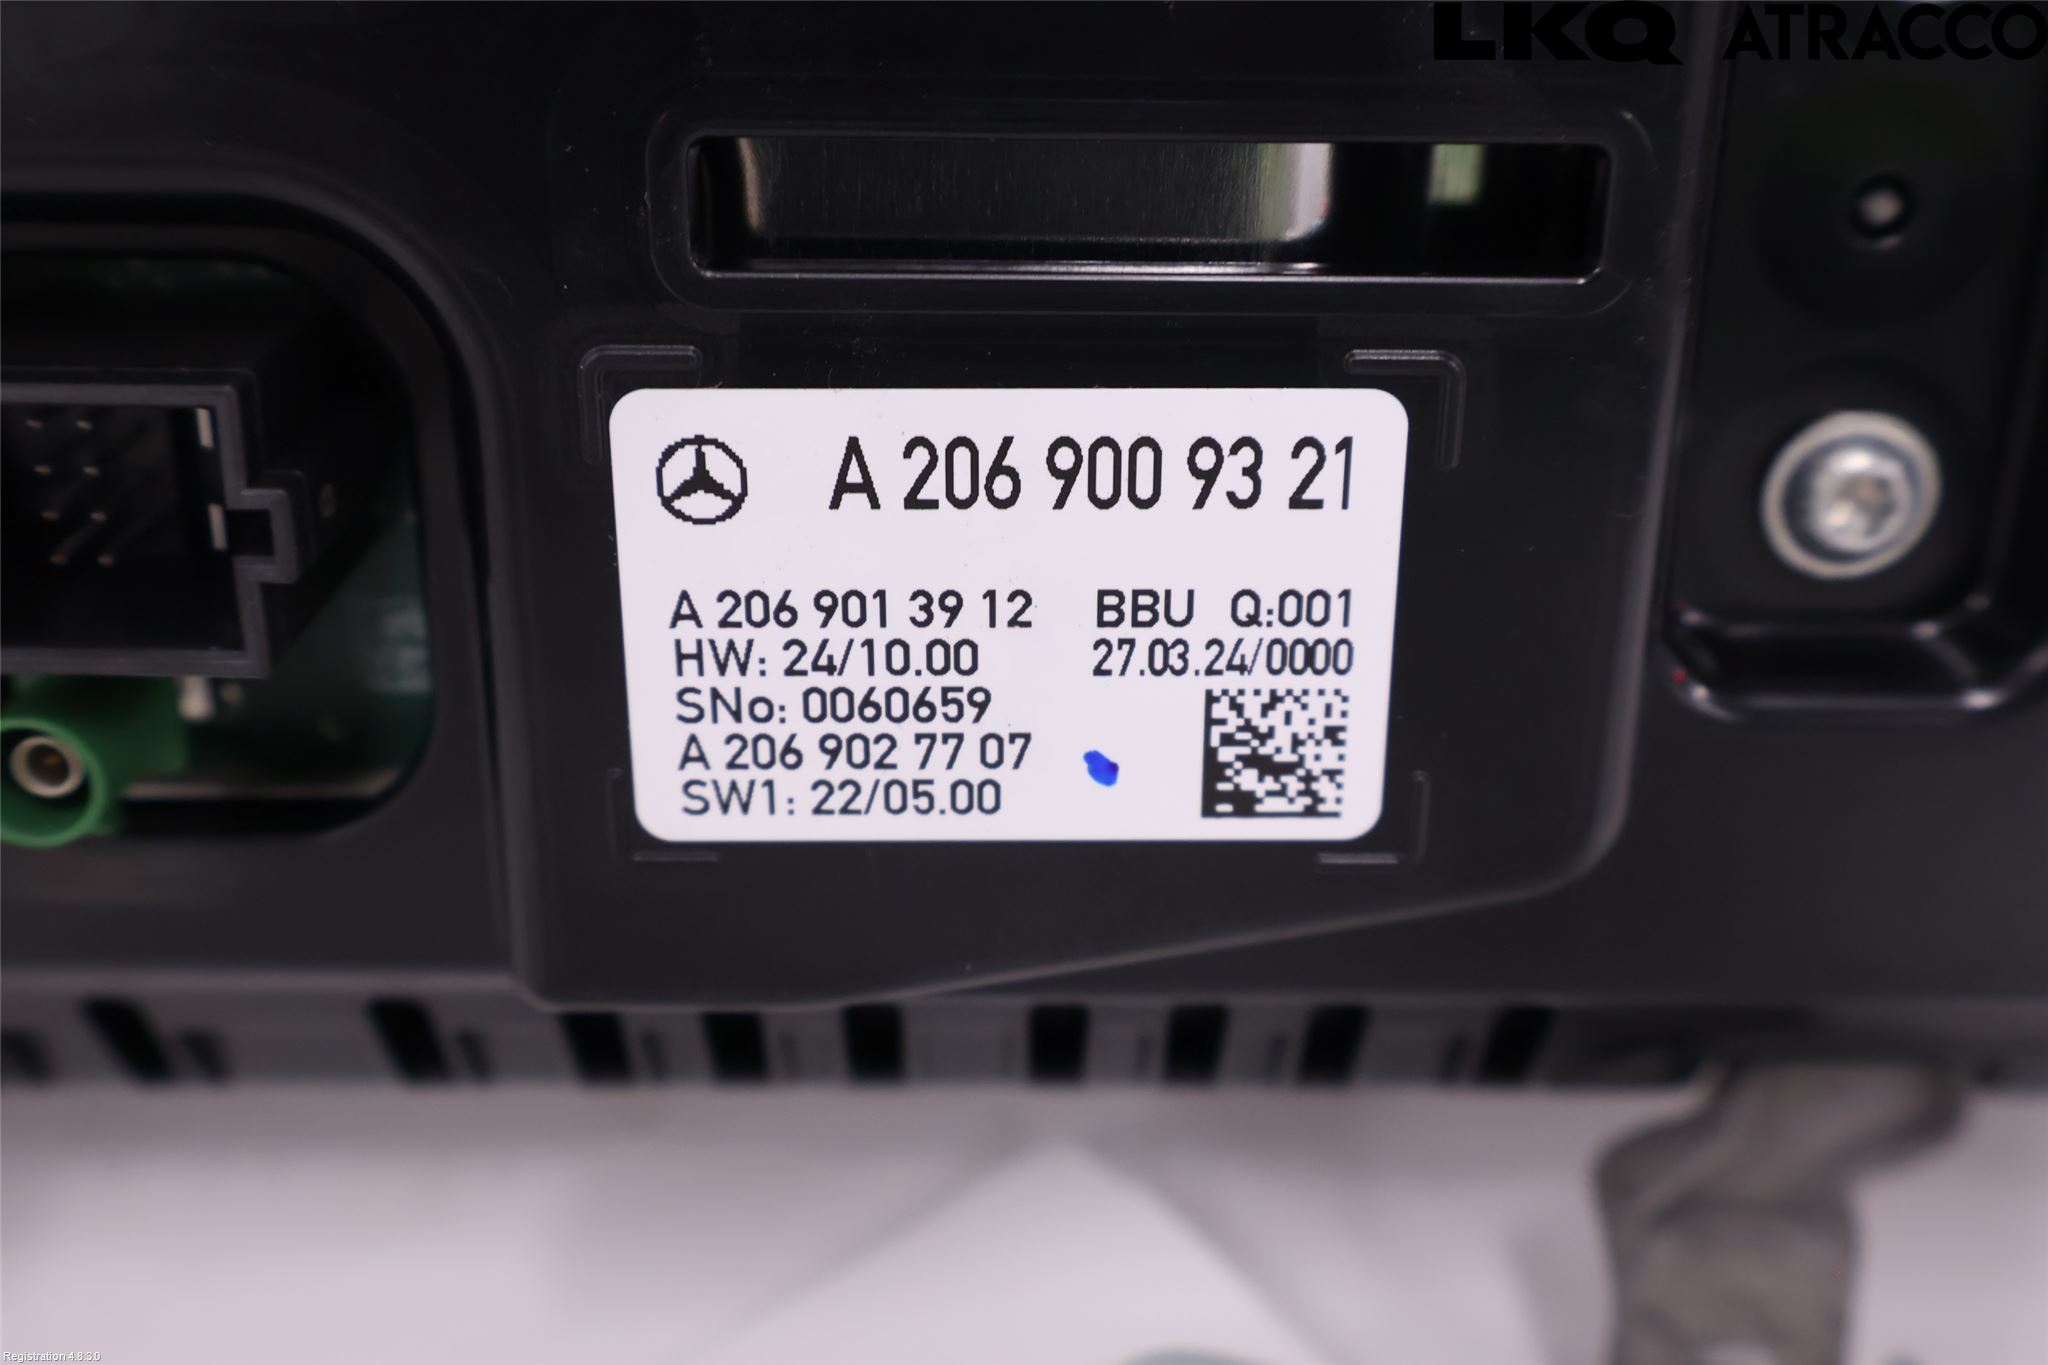 LKQ ATRACCO
A 206 900 93 21
A 206 901 39 12 BBU Q:001
HW: 24/10.00 27.03.24/0000
SNo: 0060659
A 206 902 77 07
SW1: 22/05.00
Registration 4.8.3.0